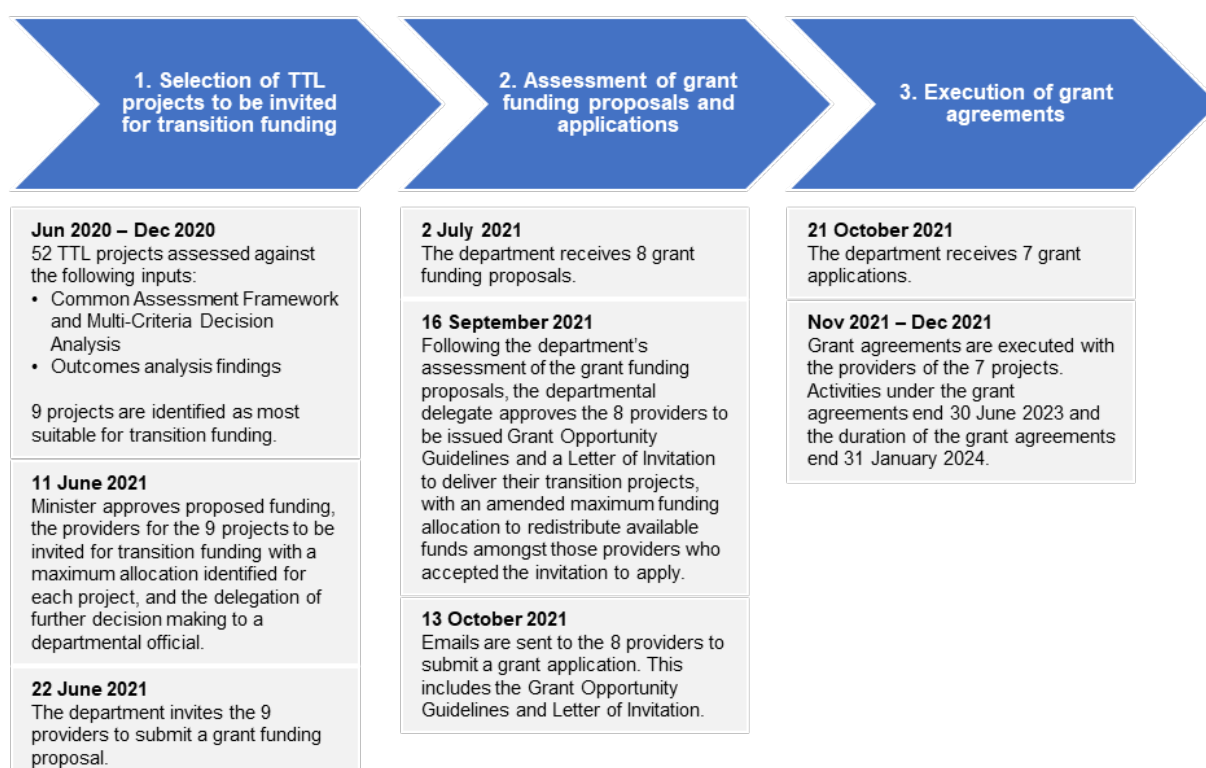 1. Selection of TTL
projects to be invited
for transition funding
Jun 2020 – Dec 2020
52 TTL projects assessed against
the following inputs:
• Common Assessment Framework
and Multi-Criteria Decision
Analysis
• Outcomes analysis findings
9 projects are identified as most
suitable for transition funding.
11 June 2021
Minister approves proposed funding,
the providers for the 9 projects to be
invited for transition funding with a
maximum allocation identified for
each project, and the delegation of
further decision making to a
departmental official.
22 June 2021
The department invites the 9
providers to submit a grant funding
proposal.
2. Assessment of grant
funding proposals and
applications
2 July 2021
The department receives 8 grant
funding proposals.
16 September 2021
Following the department’s
assessment of the grant funding
proposals, the departmental
delegate approves the 8 providers to
be issued Grant Opportunity
Guidelines and a Letter of Invitation
to deliver their transition projects,
with an amended maximum funding
allocation to redistribute available
funds amongst those providers who
accepted the invitation to apply.
13 October 2021
Emails are sent to the 8 providers to
submit a grant application. This
includes the Grant Opportunity
Guidelines and Letter of Invitation.
3. Execution of grant
agreements
21 October 2021
The department receives 7 grant
applications.
Nov 2021 – Dec 2021
Grant agreements are executed with
the providers of the 7 projects.
Activities under the grant
agreements end 30 June 2023 and
the duration of the grant agreements
end 31 January 2024.